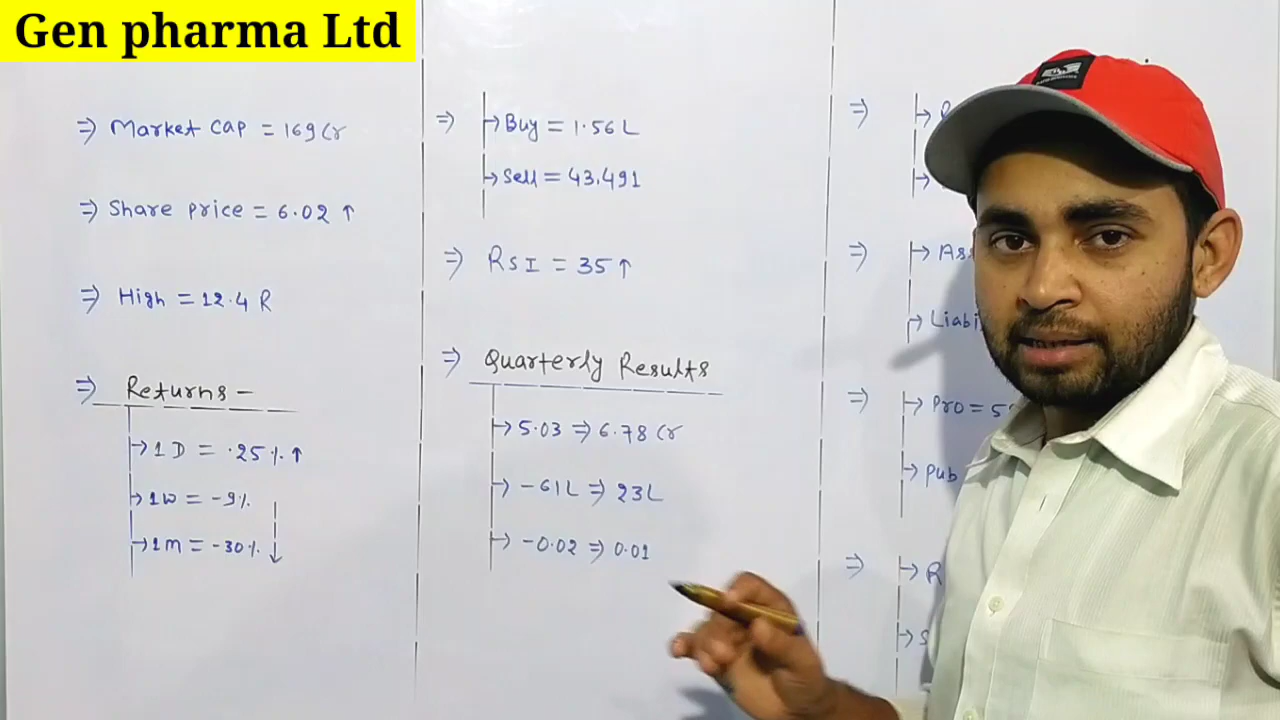 Gen pharma Ltd
⇒ Market cap = 169 Cr
⇒ Share price = 6.02 ↑
⇒ High = 12.4 R
⇒ Returns -
→ 1D = .25% ↑
→ 1W = -9%
→ 1M = -30%
⇒ → Buy = 1.56 L
→ Sell = 43,491
⇒ RSI = 35 ↑
⇒ Quarterly Results
→ 5.03 ⇒ 6.78 Cr
→ -61L ⇒ 23L
→ -0.02 ⇒ 0.01
⇒
⇒ → Ass
→ Liabi
⇒ → Pro = 5
→ Pub
⇒ → R
→ S